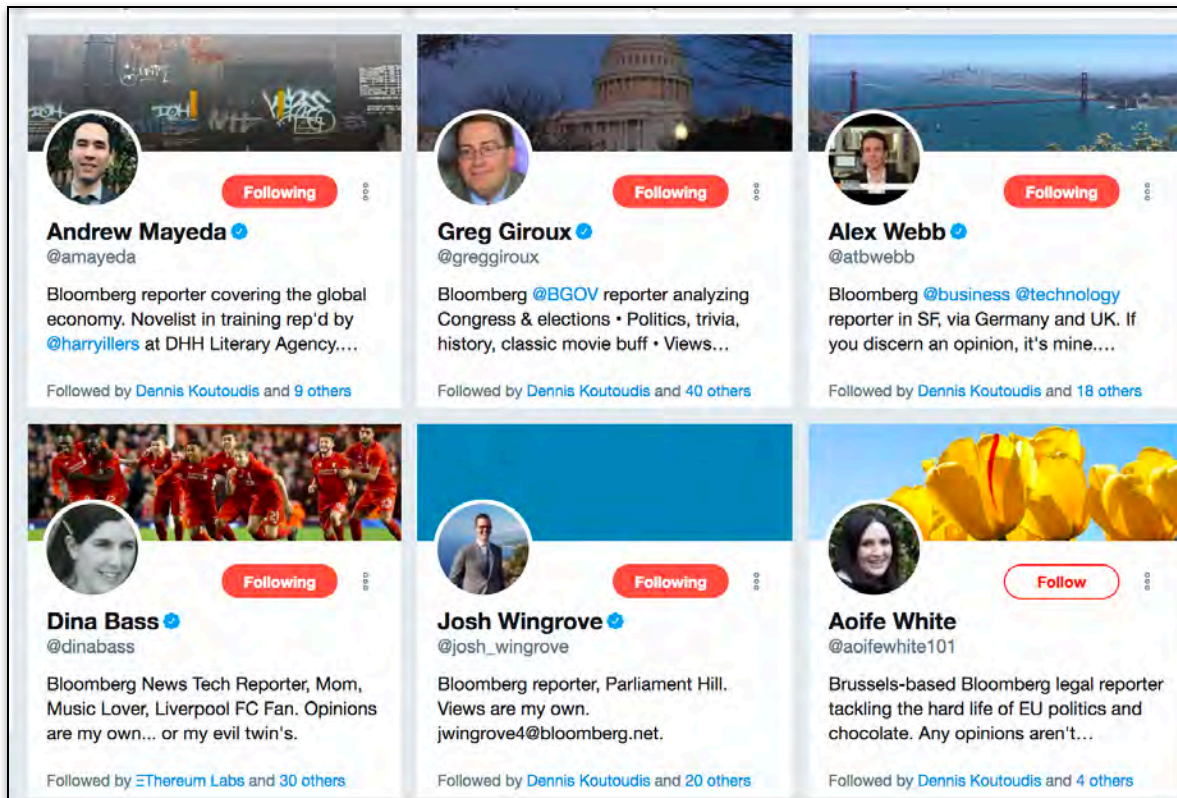 IOH
IOH
Following
Andrew Mayeda
@amayeda
Bloomberg reporter covering the global
economy. Novelist in training rep'd by
@harryillers at DHH Literary Agency....
Followed by Dennis Koutoudis and 9 others
Following
Greg Giroux
@greggiroux
Bloomberg @BGOV reporter analyzing
Congress & elections • Politics, trivia,
history, classic movie buff • Views...
Followed by Dennis Koutoudis and 40 others
Following
Alex Webb
@atbwebb
Bloomberg @business @technology
reporter in SF, via Germany and UK. If
you discern an opinion, it's mine....
Followed by Dennis Koutoudis and 18 others
Following
Dina Bass
@dinabass
Bloomberg News Tech Reporter, Mom,
Music Lover, Liverpool FC Fan. Opinions
are my own... or my evil twin's.
Followed by ΞThereum Labs and 30 others
Following
Josh Wingrove
@josh_wingrove
Bloomberg reporter, Parliament Hill.
Views are my own.
jwingrove4@bloomberg.net.
Followed by Dennis Koutoudis and 20 others
Follow
Aoife White
@aoifewhite101
Brussels-based Bloomberg legal reporter
tackling the hard life of EU politics and
chocolate. Any opinions aren't...
Followed by Dennis Koutoudis and 4 others